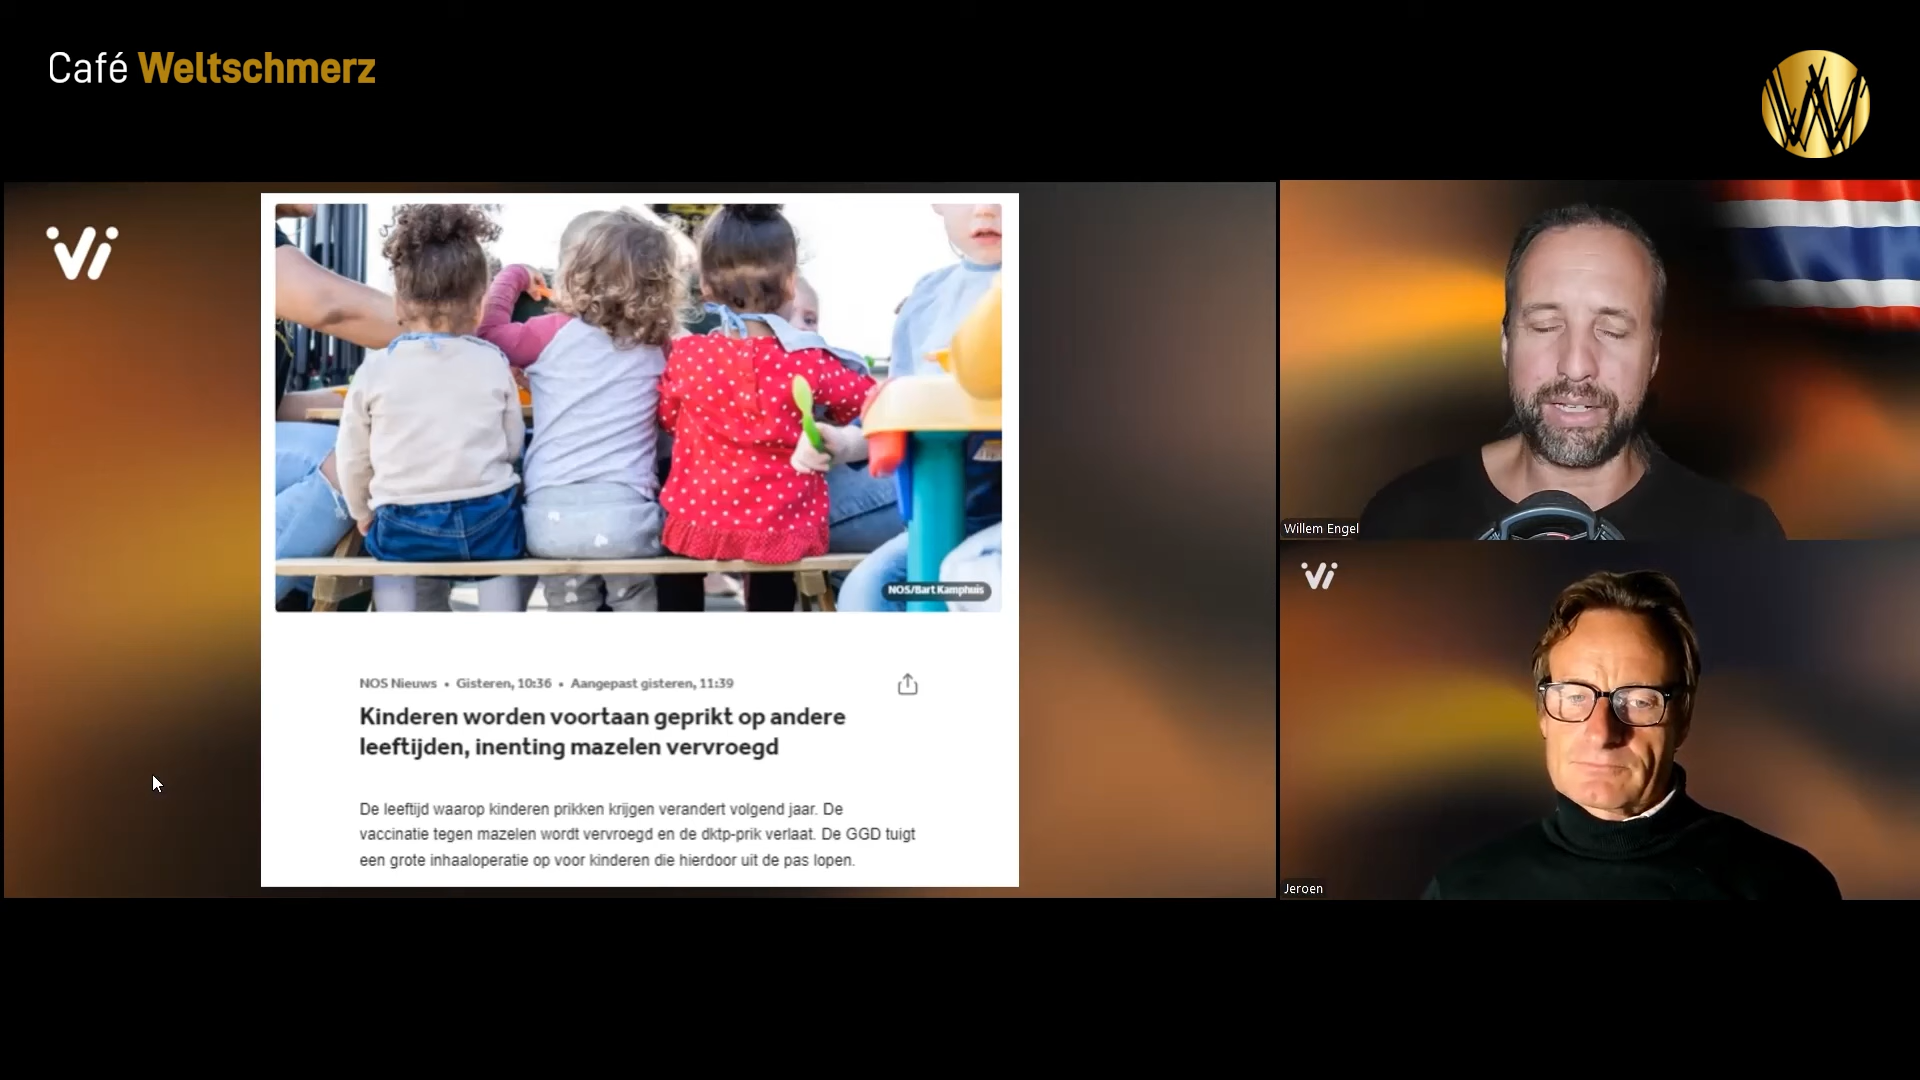 Café Weltschmerz
NOS/Bart Kamphuis
NOS Nieuws • Gisteren, 10:36 • Aangepast gisteren, 11:39
Kinderen worden voortaan geprikt op andere
leeftijden, inenting mazelen vervroegd
De leeftijd waarop kinderen prikken krijgen verandert volgend jaar. De
vaccinatie tegen mazelen wordt vervroegd en de dktp-prik verlaat. De GGD tuigt
een grote inhaaloperatie op voor kinderen die hierdoor uit de pas lopen.
Willem Engel
Jeroen